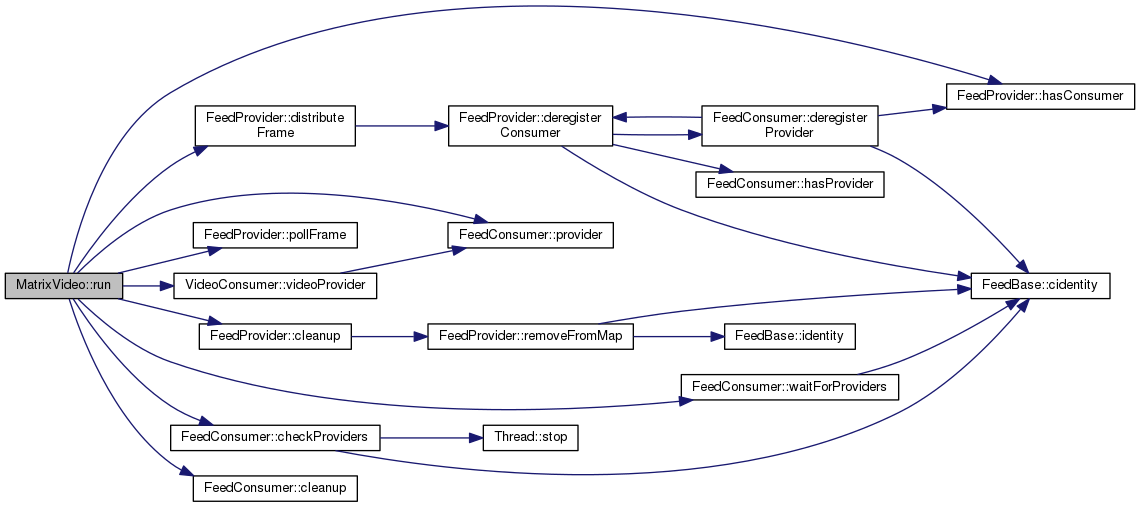 MatrixVideo::run
FeedProvider::distribute
Frame
FeedProvider::deregister
Consumer
FeedConsumer::deregister
Provider
FeedProvider::hasConsumer
FeedConsumer::hasProvider
FeedProvider::pollFrame
FeedConsumer::provider
VideoConsumer::videoProvider
FeedBase::cidentity
FeedProvider::cleanup
FeedProvider::removeFromMap
FeedBase::identity
FeedConsumer::waitForProviders
FeedConsumer::checkProviders
Thread::stop
FeedConsumer::cleanup